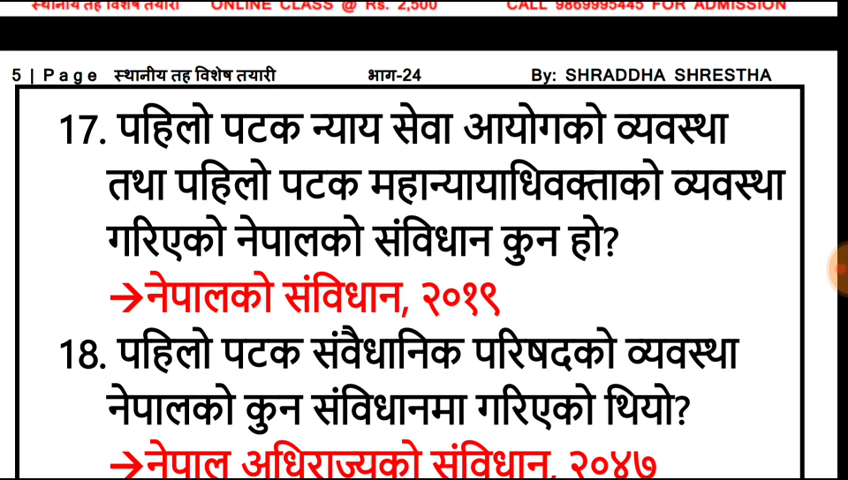 स्थानीय तह विशेष तयारी ONLINE CLASS @ Rs. 2,500 CALL 9869995445 FOR ADMISSION
5 | Page स्थानीय तह विशेष तयारी भाग-24 By: SHRADDHA SHRESTHA
17. पहिलो पटक न्याय सेवा आयोगको व्यवस्था
तथा पहिलो पटक महान्यायाधिवक्ताको व्यवस्था
गरिएको नेपालको संविधान कुन हो?
→नेपालको संविधान, २०१९
18. पहिलो पटक संवैधानिक परिषदको व्यवस्था
नेपालको कुन संविधानमा गरिएको थियो?
→नेपाल अधिराज्यको संविधान, २०४७